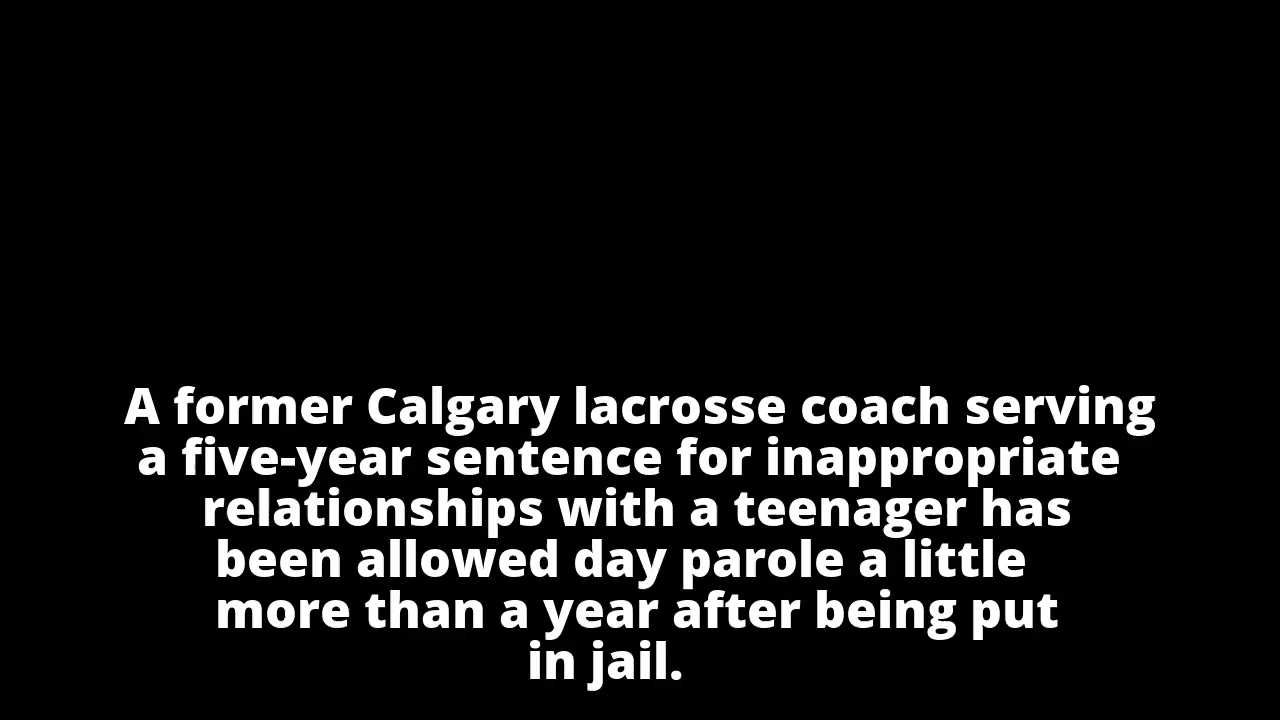 A former Calgary lacrosse coach serving
a five-year sentence for inappropriate
relationships with a teenager has
been allowed day parole a little
more than a year after being put
in jail.